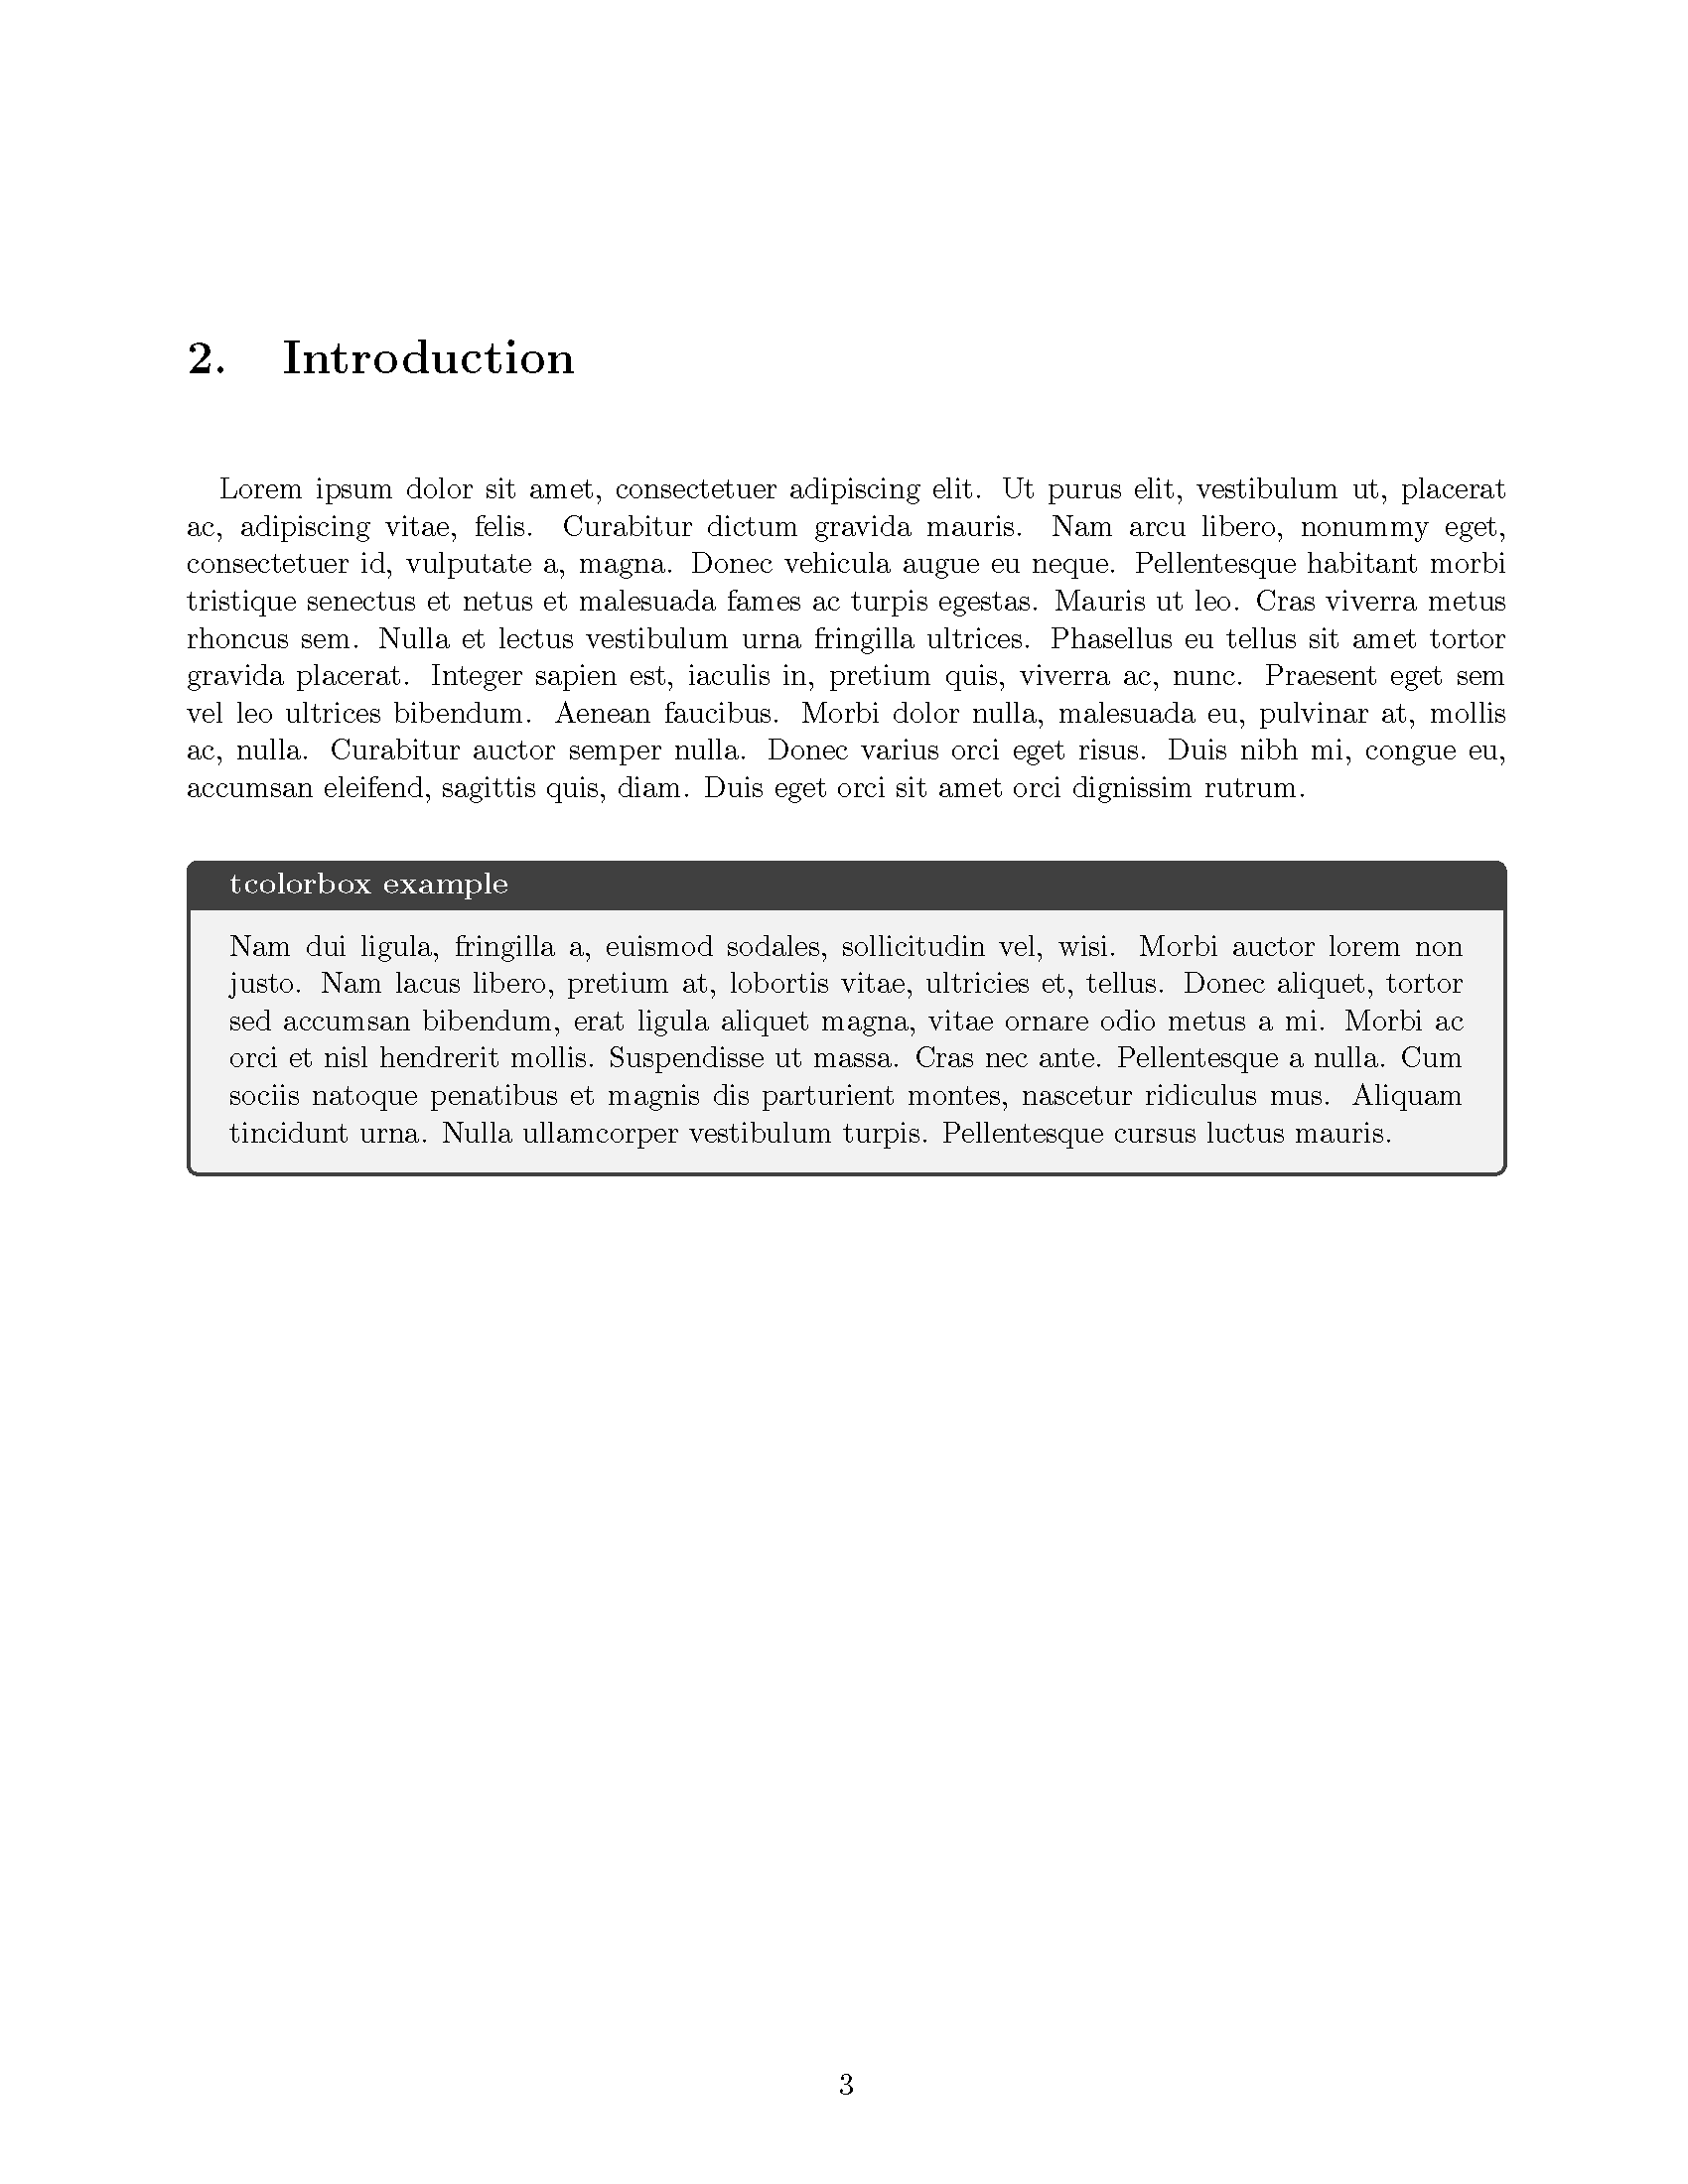 2. Introduction
Lorem ipsum dolor sit amet, consectetuer adipiscing elit. Ut purus elit, vestibulum ut, placerat
ac, adipiscing vitae, felis. Curabitur dictum gravida mauris. Nam arcu libero, nonummy eget,
consectetuer id, vulputate a, magna. Donec vehicula augue eu neque. Pellentesque habitant morbi
tristique senectus et netus et malesuada fames ac turpis egestas. Mauris ut leo. Cras viverra metus
rhoncus sem. Nulla et lectus vestibulum urna fringilla ultrices. Phasellus eu tellus sit amet tortor
gravida placerat. Integer sapien est, iaculis in, pretium quis, viverra ac, nunc. Praesent eget sem
vel leo ultrices bibendum. Aenean faucibus. Morbi dolor nulla, malesuada eu, pulvinar at, mollis
ac, nulla. Curabitur auctor semper nulla. Donec varius orci eget risus. Duis nibh mi, congue eu,
accumsan eleifend, sagittis quis, diam. Duis eget orci sit amet orci dignissim rutrum.
tcolorbox example
Nam dui ligula, fringilla a, euismod sodales, sollicitudin vel, wisi. Morbi auctor lorem non
justo. Nam lacus libero, pretium at, lobortis vitae, ultricies et, tellus. Donec aliquet, tortor
sed accumsan bibendum, erat ligula aliquet magna, vitae ornare odio metus a mi. Morbi ac
orci et nisl hendrerit mollis. Suspendisse ut massa. Cras nec ante. Pellentesque a nulla. Cum
sociis natoque penatibus et magnis dis parturient montes, nascetur ridiculus mus. Aliquam
tincidunt urna. Nulla ullamcorper vestibulum turpis. Pellentesque cursus luctus mauris.
3